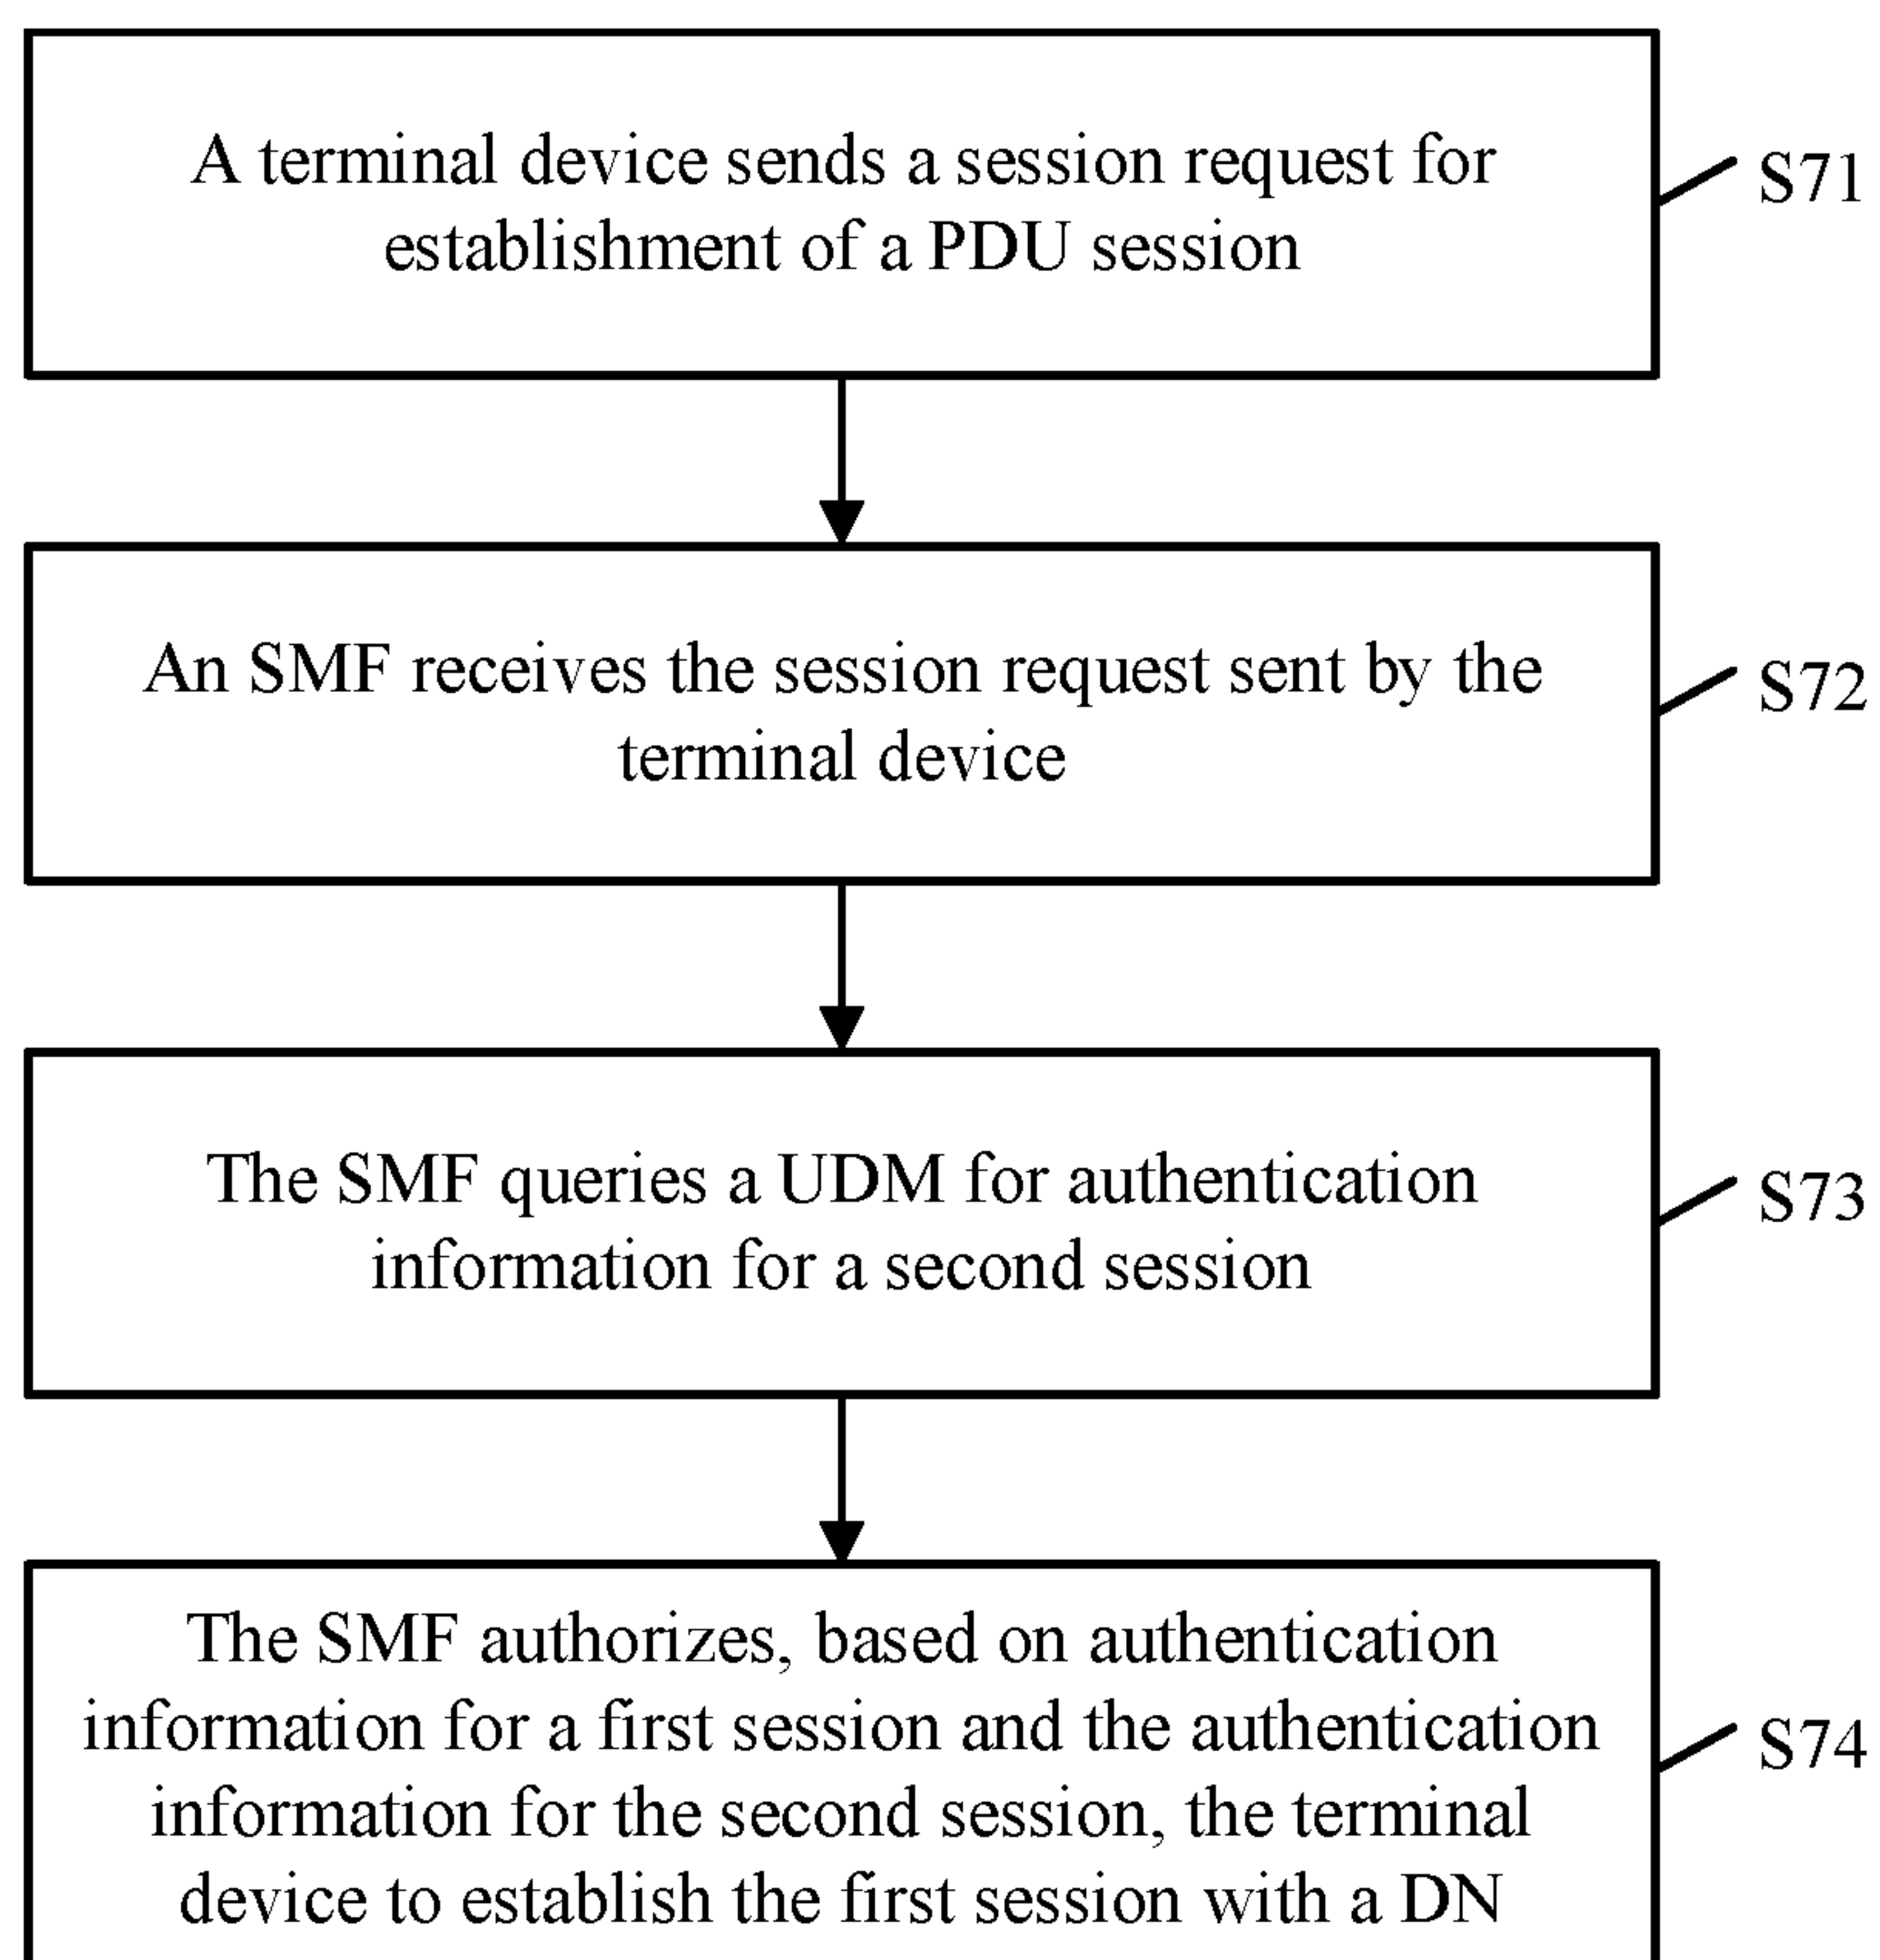 A terminal device sends a session request for
establishment of a PDU session
S71
An SMF receives the session request sent by the
terminal device
S72
The SMF queries a UDM for authentication
information for a second session
S73
The SMF authorizes, based on authentication
information for a first session and the authentication
information for the second session, the terminal
device to establish the first session with a DN
S74